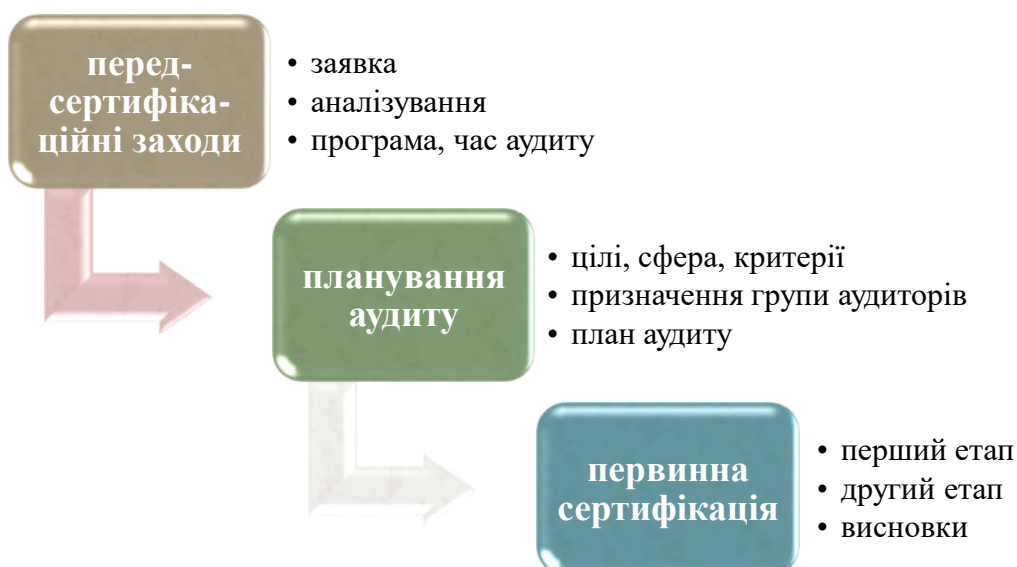 перед-
сертифіка-
ційні заходи
• заявка
• аналізування
• програма, час аудиту
планування
аудиту
• цілі, сфера, критерії
• призначення групи аудиторів
• план аудиту
первинна
сертифікація
• перший етап
• другий етап
• висновки